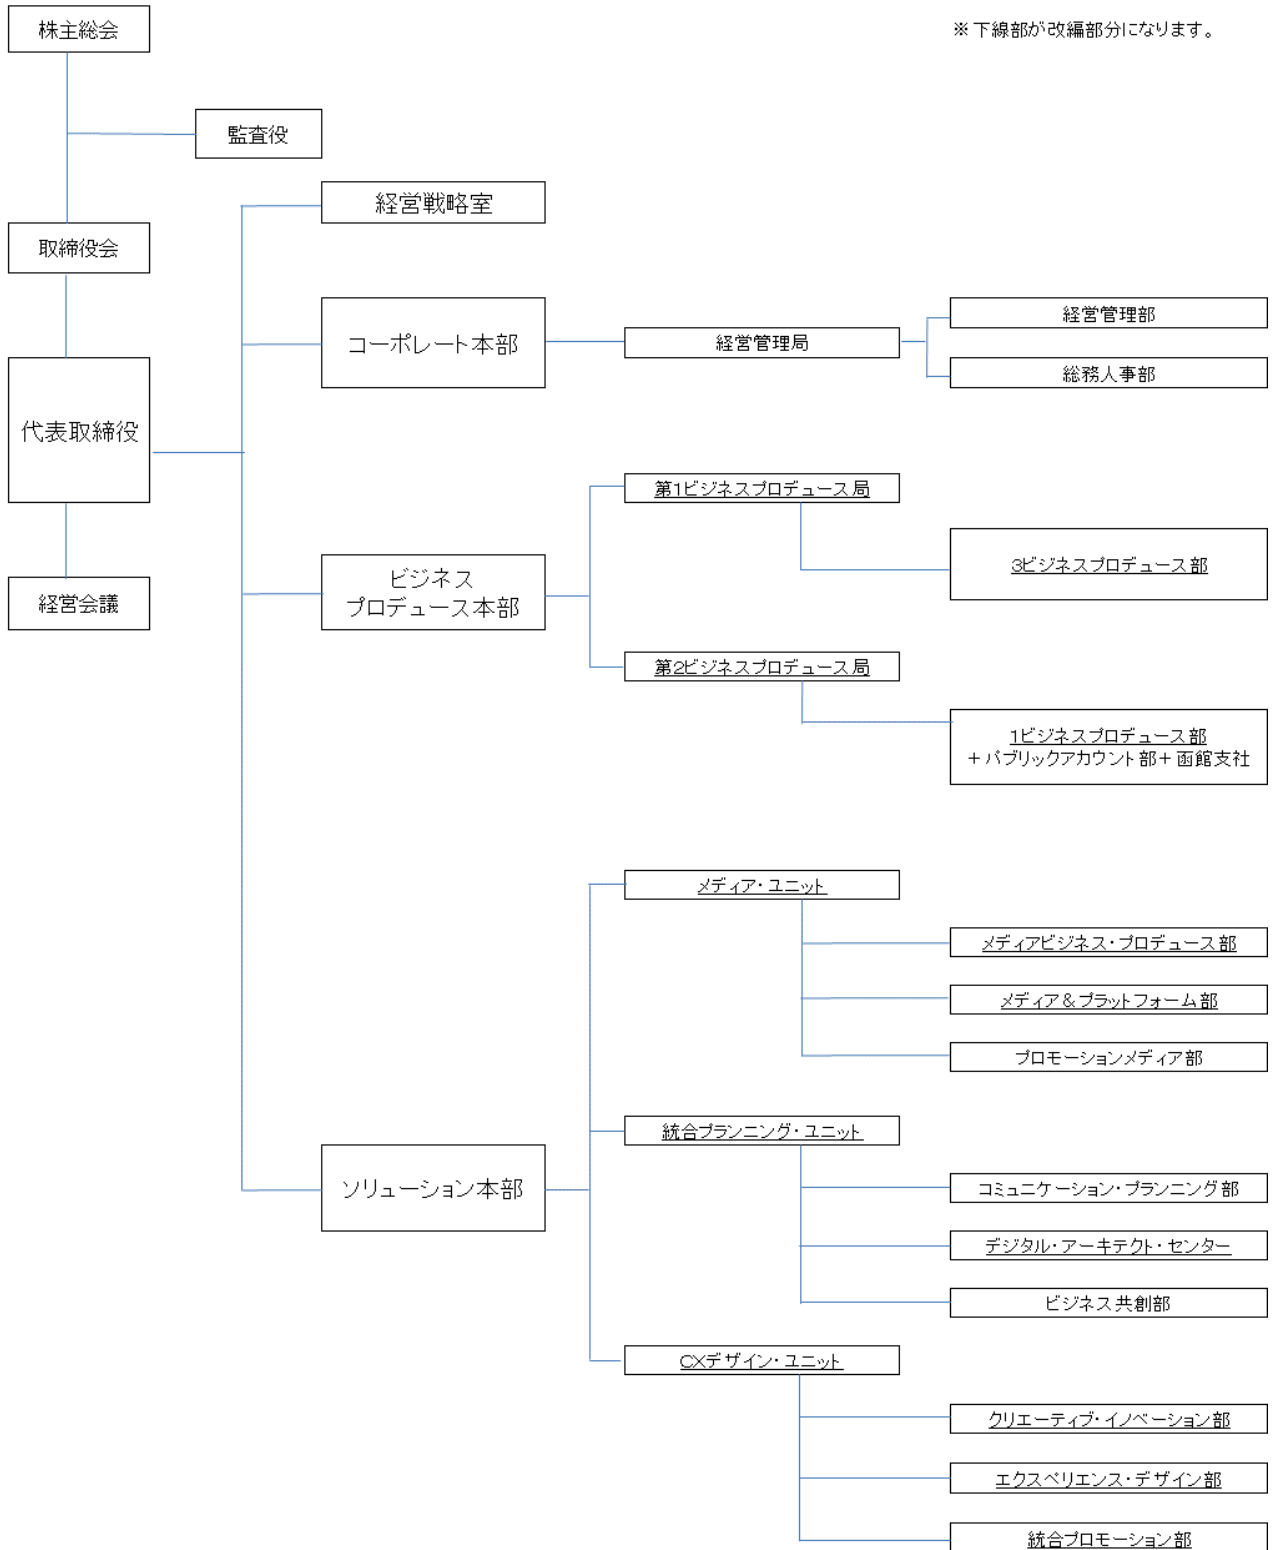 株主総会
※下線部が改編部分になります。
監査役
経営戦略室
取締役会
コーポレート本部
経営管理局
経営管理部
総務人事部
代表取締役
経営会議
ビジネス
プロデュース本部
第1ビジネスプロデュース局
3ビジネスプロデュース部
第2ビジネスプロデュース局
1ビジネスプロデュース部
＋パブリックアカウント部＋函館支社
ソリューション本部
メディア・ユニット
メディアビジネス・プロデュース部
メディア＆プラットフォーム部
プロモーションメディア部
統合プランニング・ユニット
コミュニケーション・プランニング部
デジタル・アーキテクト・センター
ビジネス共創部
CXデザイン・ユニット
クリエーティブ・イノベーション部
エクスペリエンス・デザイン部
統合プロモーション部